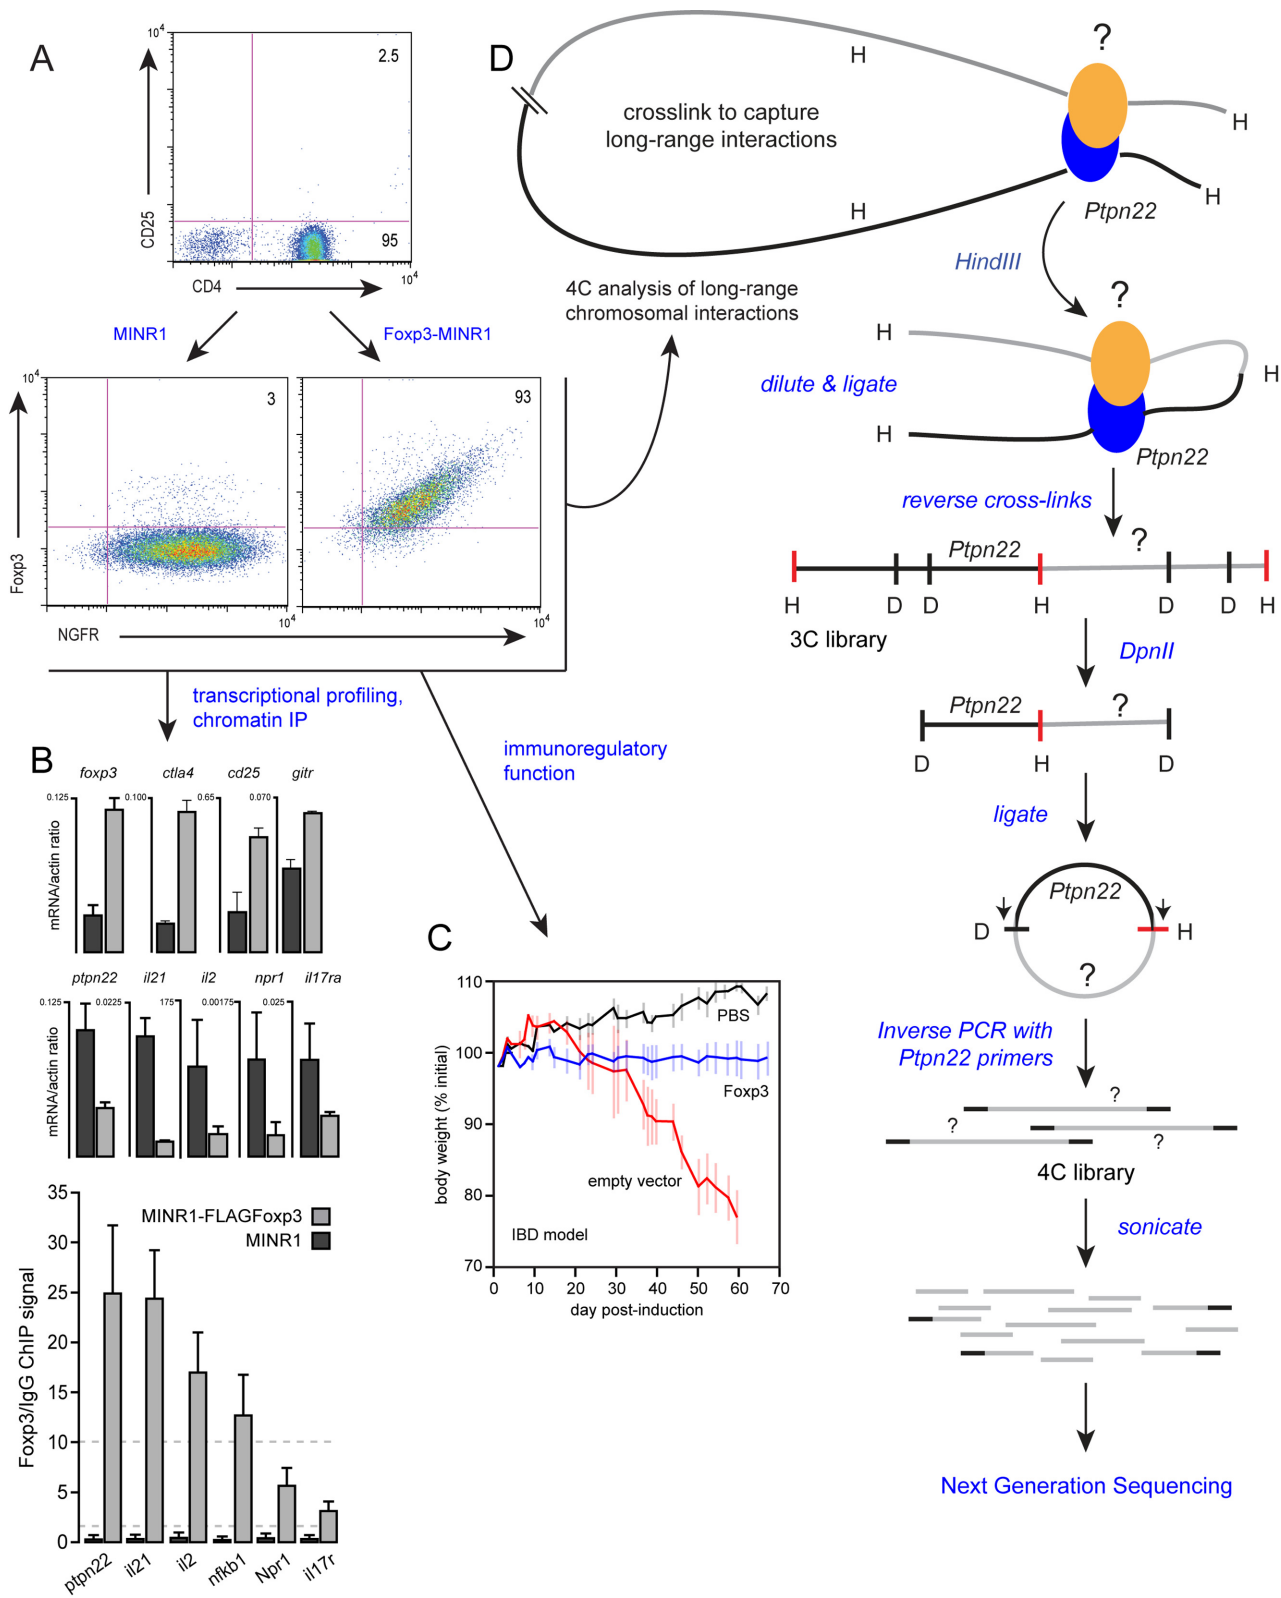 A
10⁴
2.5
CD25
95
CD4
10⁴
MINR1
Foxp3-MINR1
10⁴
3
93
Foxp3
NGFR
10⁴
10⁴
transcriptional profiling,
chromatin IP
immunoregulatory
function
B
foxp3
ctla4
cd25
gitr
0.125
0.100
0.65
0.070
mRNA/actin ratio
ptpn22
il21
il2
npr1
il17ra
0.125
0.0225
175
0.00175
0.025
mRNA/actin ratio
35
30
25
20
15
10
5
0
Foxp3/IgG ChIP signal
MINR1-FLAGFoxp3
MINR1
ptpn22
il21
il2
nfkb1
Npr1
il17r
C
110
100
90
80
70
body weight (% initial)
PBS
Foxp3
empty vector
IBD model
0
10
20
30
40
50
60
70
day post-induction
D
H
?
crosslink to capture
long-range interactions
H
H
H
Ptpn22
HindIII
4C analysis of long-range
chromosomal interactions
?
H
H
dilute & ligate
H
Ptpn22
reverse cross-links
Ptpn22
?
H
D
D
H
D
D
H
3C library
DpnII
Ptpn22
?
D
H
D
ligate
Ptpn22
D
H
?
Inverse PCR with
Ptpn22 primers
?
?
?
4C library
sonicate
Next Generation Sequencing